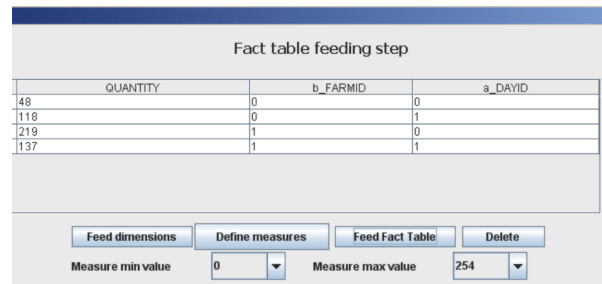 Fact table feeding step
QUANTITY b_FARMID a_DAYID
48 0 0
118 0 1
219 1 0
137 1 1
Feed dimensions Define measures Feed Fact Table Delete
Measure min value 0 Measure max value 254